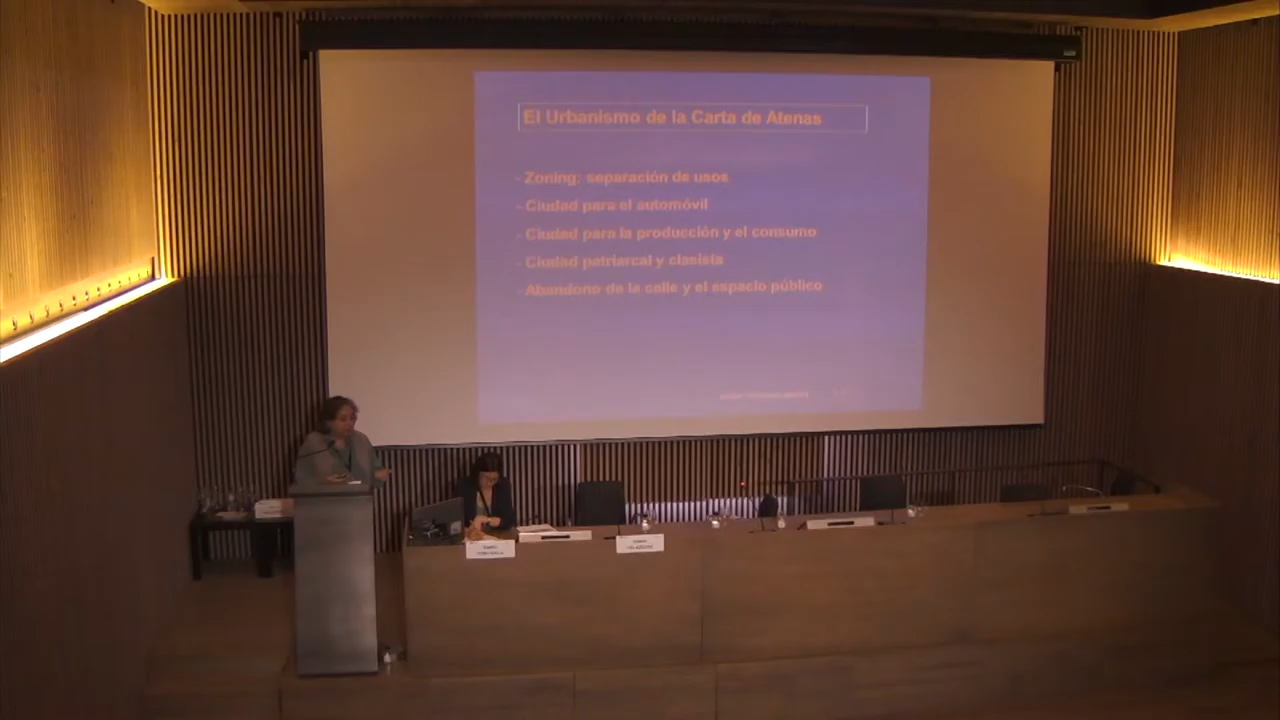 El Urbanismo de la Carta de Atenas
- Zoning: separación de usos
- Ciudad para el automóvil
- Ciudad para la producción y el consumo
- Ciudad patriarcal y clasista
- Abandono de la calle y el espacio público